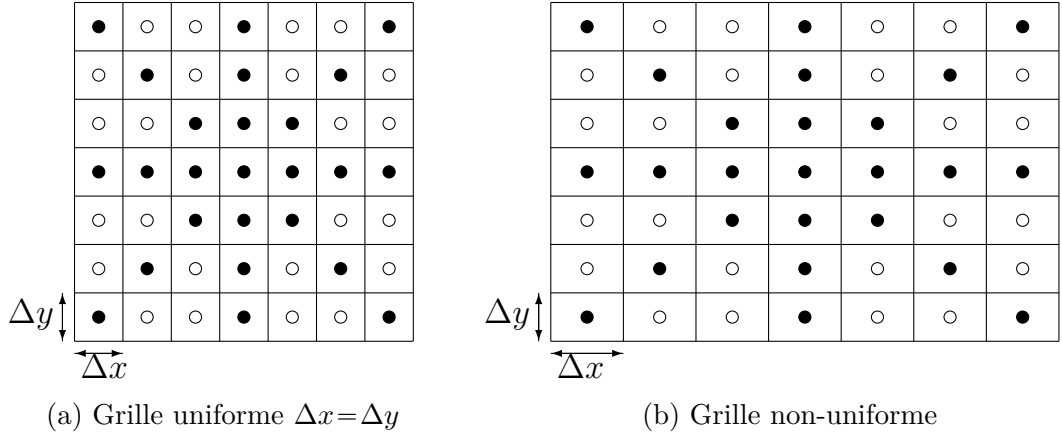 Δy
Δx
(a) Grille uniforme Δx=Δy
Δy
Δx
(b) Grille non-uniforme